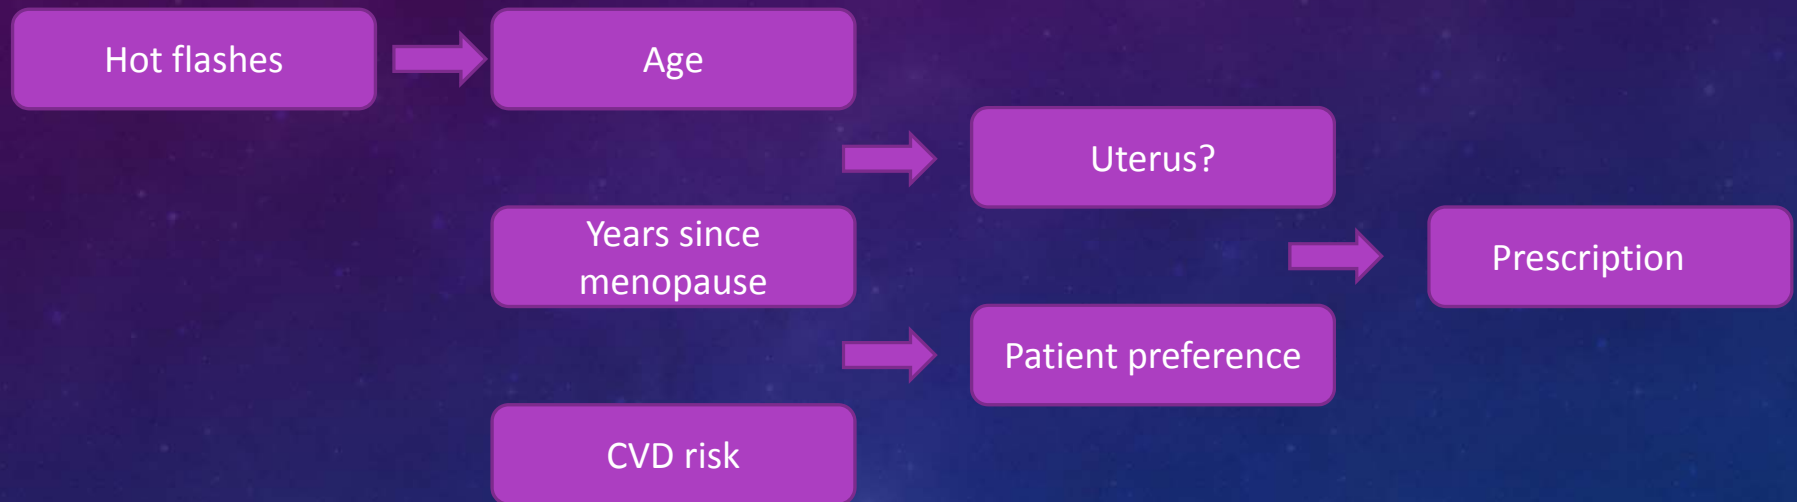 Hot flashes
Age
Years since
menopause
CVD risk
Uterus?
Patient preference
Prescription